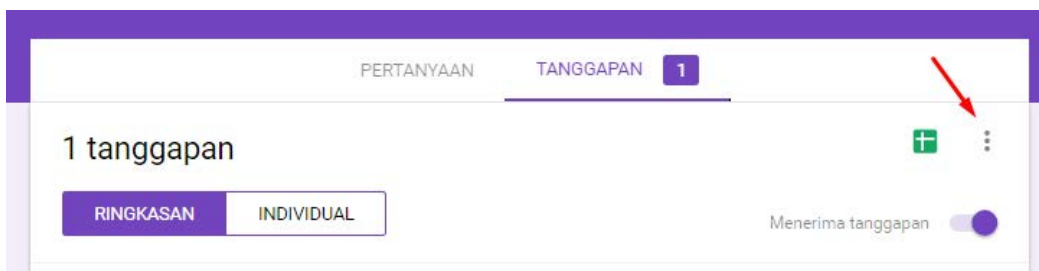 PERTANYAAN TANGGAPAN 1
1 tanggapan
RINGKASAN INDIVIDUAL
Menerima tanggapan